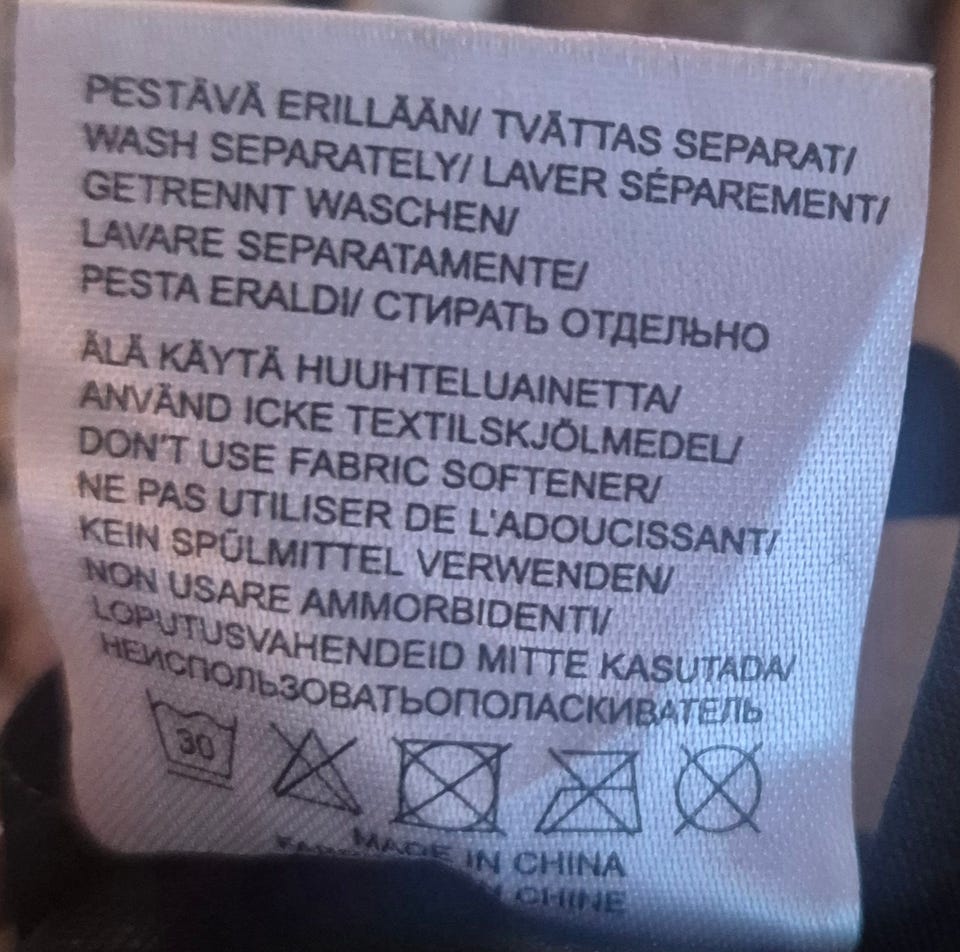 PESTÄVÄ ERILLÄÄN/ TVÄTTAS SEPARAT/
WASH SEPARATELY/ LAVER SÉPAREMENT/
GETRENNT WASCHEN/
LAVARE SEPARATAMENTE/
PESTA ERALDI/ СТИРАТЬ ОТДЕЛЬНО
ÄLÄ KÄYTÄ HUUHTELUAINETTA/
ANVÄND ICKE TEXTILSKJÖLMEDEL/
DON'T USE FABRIC SOFTENER/
NE PAS UTILISER DE L'ADOUCISSANT/
KEIN SPÜLMITTEL VERWENDEN/
NON USARE AMMORBIDENTI/
LOPUTUSVAHENDEID MITTE KASUTADA/
НЕИСПОЛЬЗОВАТЬОПОЛАСКИВАТЕЛЬ
30
MADE IN CHINA
CHINE